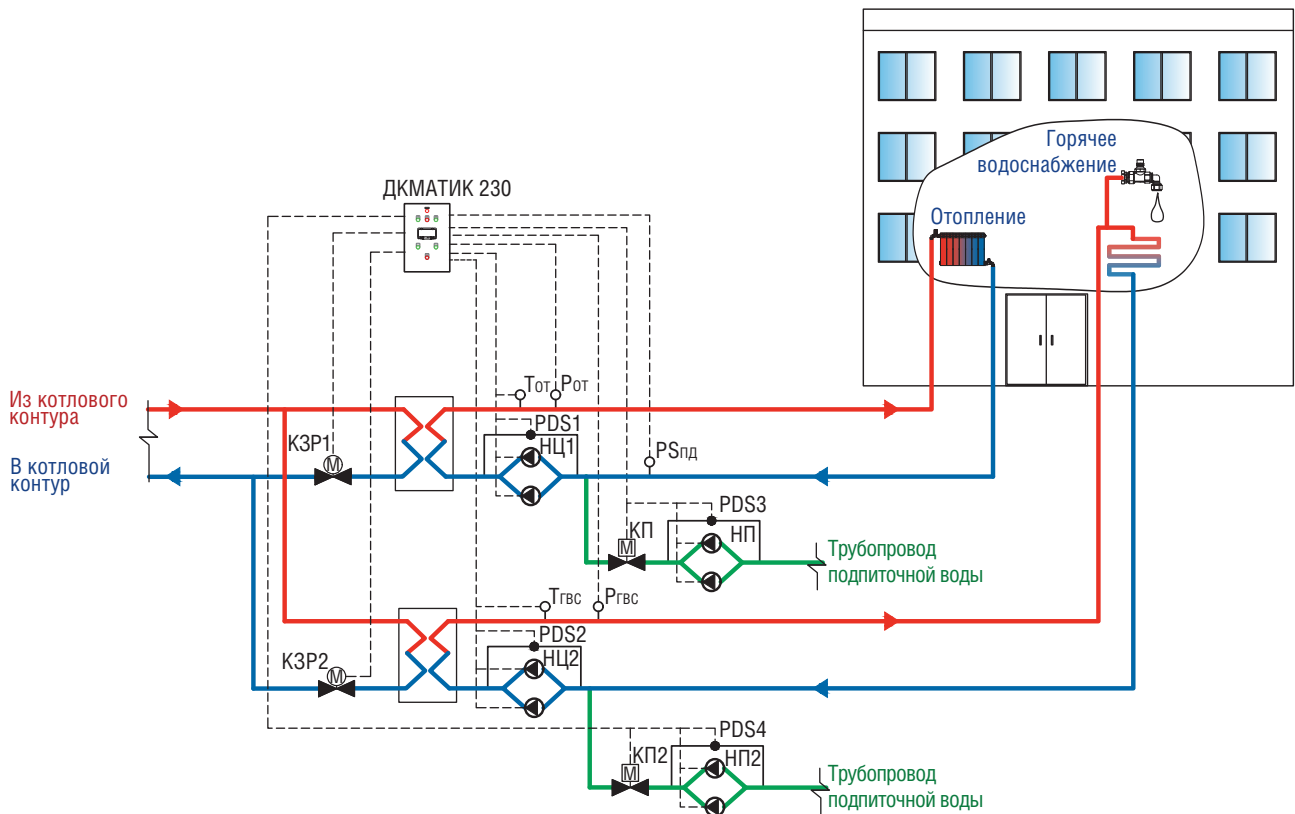 Горячее
водоснабжение
ДКМАТИК 230
Отопление
Из котлового
контура
Tот
Pот
PDS1
КЗР1
НЦ1
PSпд
В котловой
контур
PDS3
КП
НП
Трубопровод
подпиточной воды
Tгвс
Pгвс
PDS2
КЗР2
НЦ2
PDS4
КП2
НП2
Трубопровод
подпиточной воды
M
M
M
M